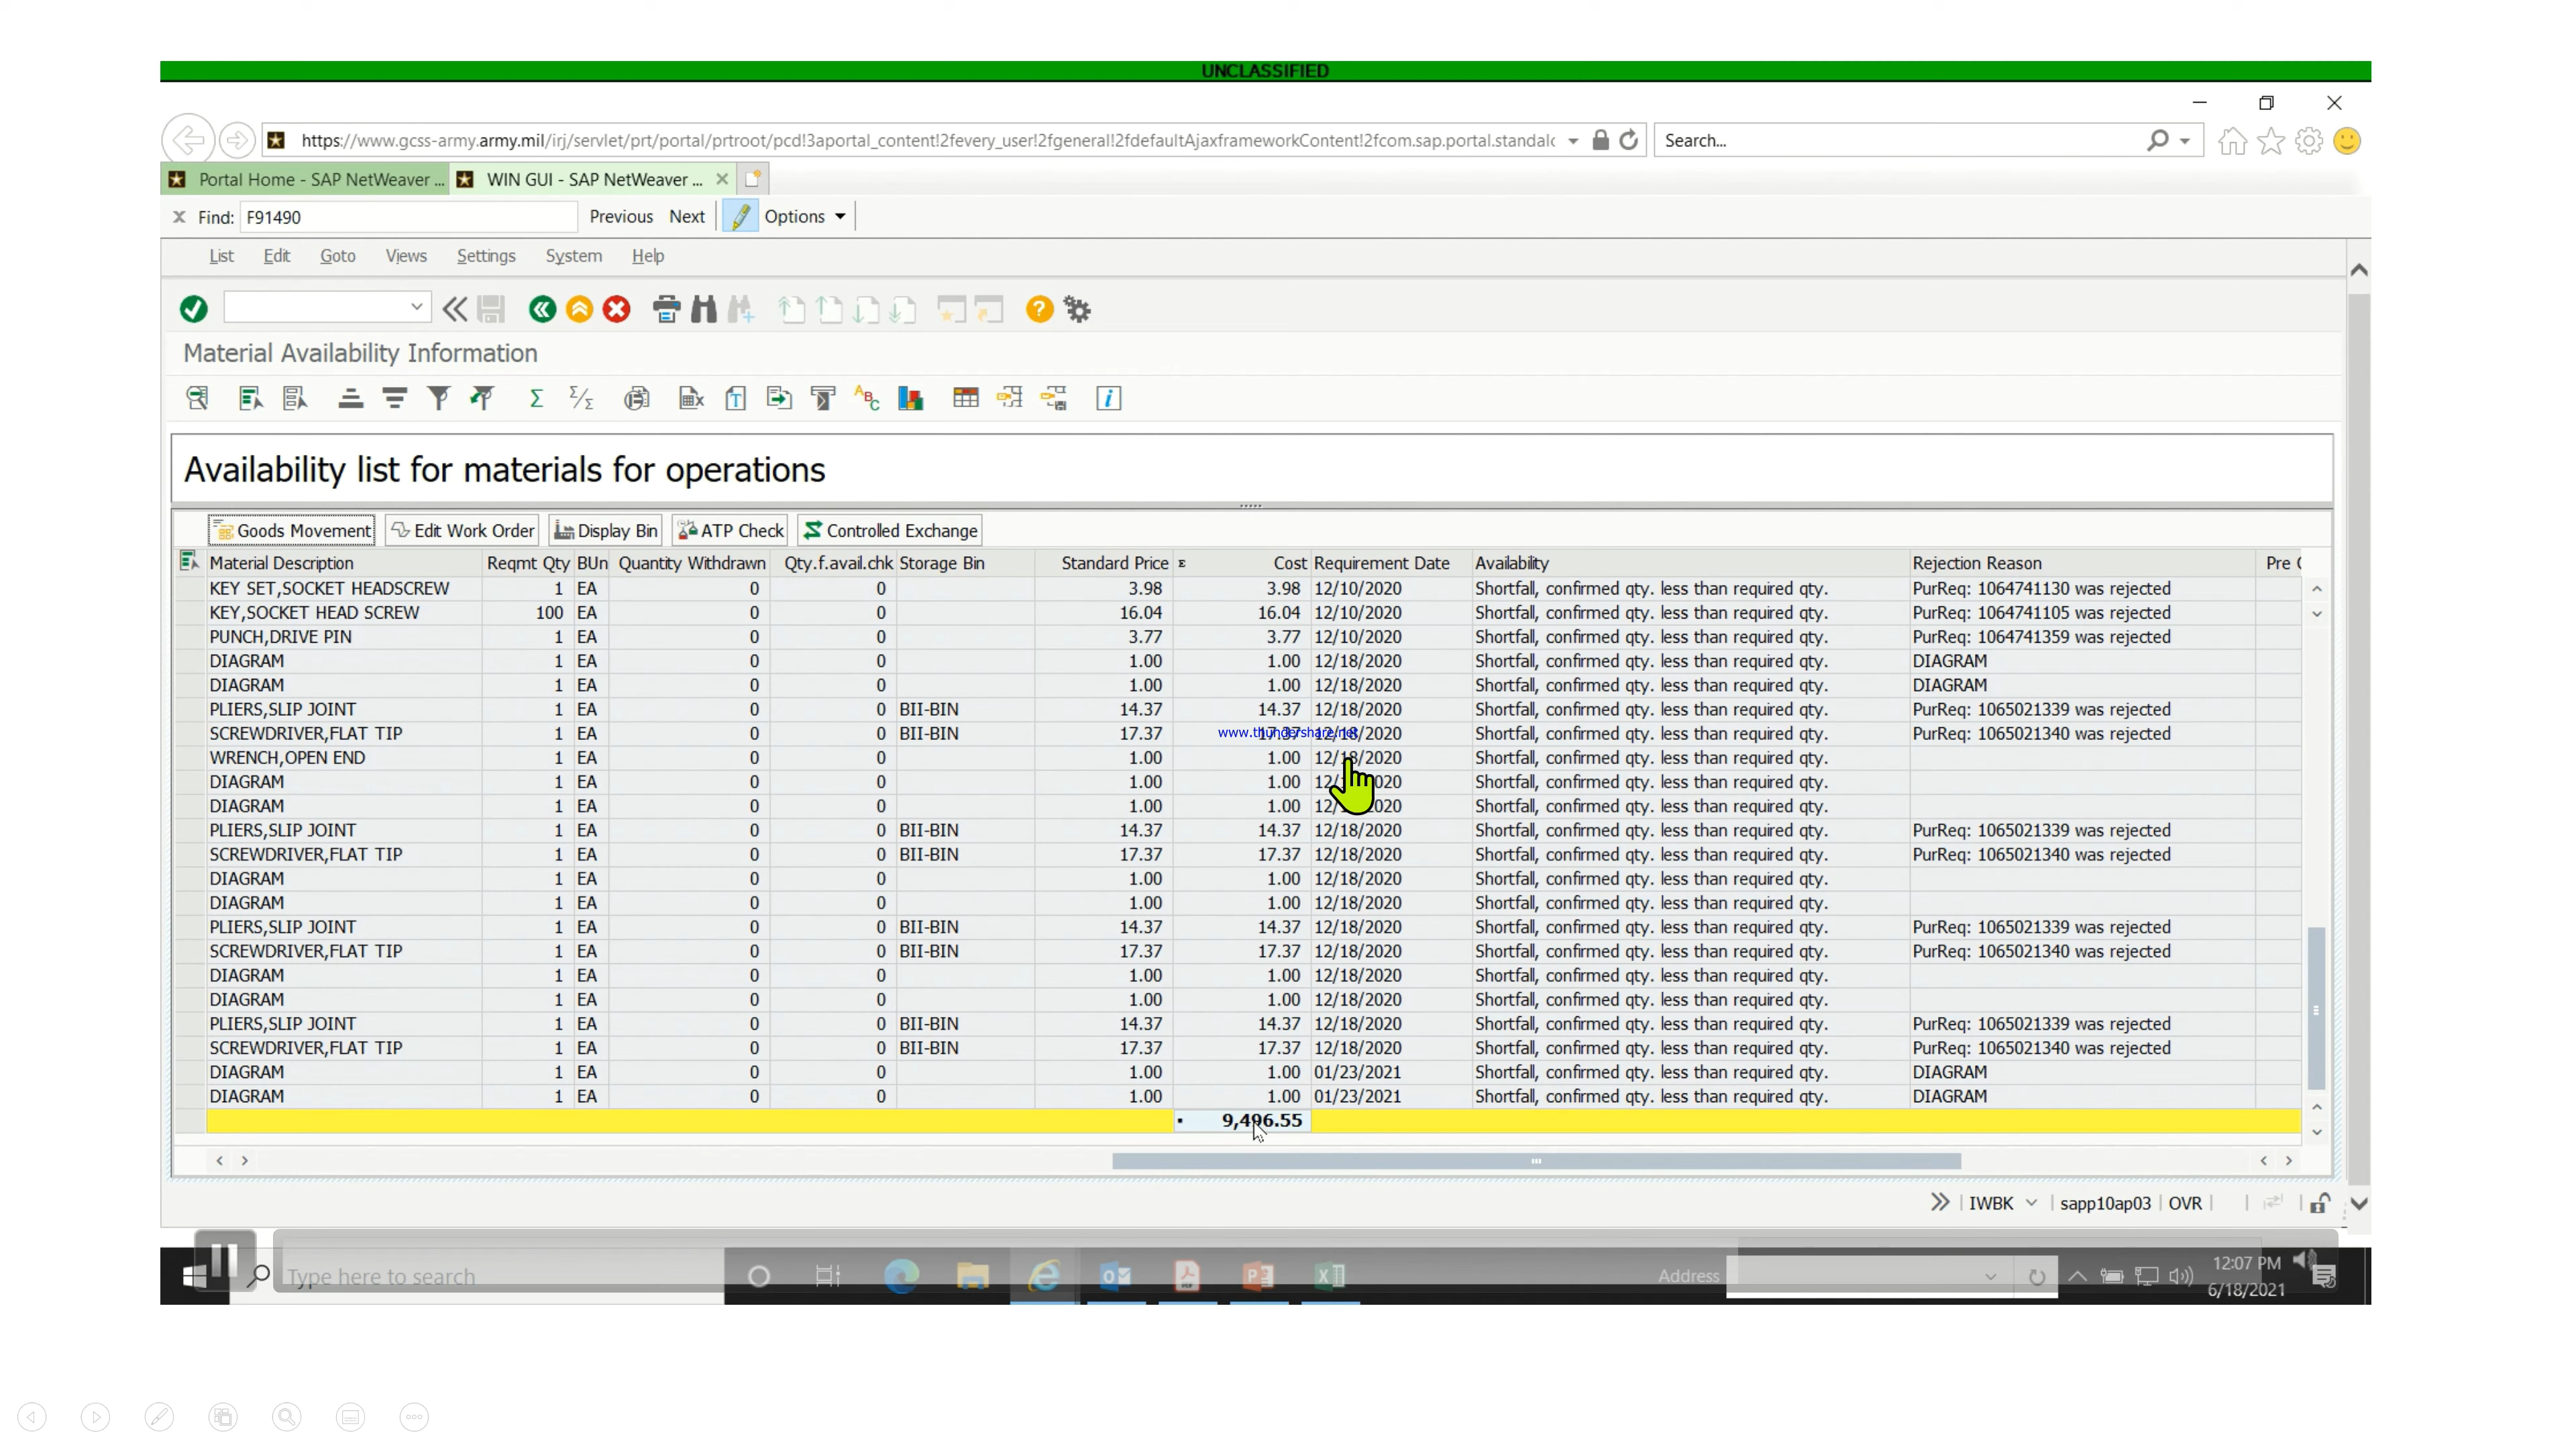 UNCLASSIFIED
https://www.gcss-army.army.mil/irj/servlet/prt/portal/prtroot/pcd!3aportal_content!2fevery_user!2fgeneral!2fdefaultAjaxframeworkContent!2fcom.sap.portal.standalc Search...
Portal Home - SAP NetWeaver ... WIN GUI - SAP NetWeaver ...
Find: F91490 Previous Next Options
List Edit Goto Views Settings System Help
Material Availability Information
Availability list for materials for operations
Goods Movement Edit Work Order Display Bin ATP Check Controlled Exchange
Material Description Reqmt Qty BUn Quantity Withdrawn Qty.f.avail.chk Storage Bin Standard Price Σ Cost Requirement Date Availability Rejection Reason Pre
KEY SET,SOCKET HEADSCREW 1 EA 0 0 3.98 3.98 12/10/2020 Shortfall, confirmed qty. less than required qty. PurReq: 1064741130 was rejected
KEY,SOCKET HEAD SCREW 100 EA 0 0 16.04 16.04 12/10/2020 Shortfall, confirmed qty. less than required qty. PurReq: 1064741105 was rejected
PUNCH,DRIVE PIN 1 EA 0 0 3.77 3.77 12/10/2020 Shortfall, confirmed qty. less than required qty. PurReq: 1064741359 was rejected
DIAGRAM 1 EA 0 0 1.00 1.00 12/18/2020 Shortfall, confirmed qty. less than required qty. DIAGRAM
DIAGRAM 1 EA 0 0 1.00 1.00 12/18/2020 Shortfall, confirmed qty. less than required qty. DIAGRAM
PLIERS,SLIP JOINT 1 EA 0 0 BII-BIN 14.37 14.37 12/18/2020 Shortfall, confirmed qty. less than required qty. PurReq: 1065021339 was rejected
SCREWDRIVER,FLAT TIP 1 EA 0 0 BII-BIN 17.37 17.37 12/18/2020 Shortfall, confirmed qty. less than required qty. PurReq: 1065021340 was rejected
www.thundershare.net
WRENCH,OPEN END 1 EA 0 0 1.00 1.00 12/18/2020 Shortfall, confirmed qty. less than required qty.
DIAGRAM 1 EA 0 0 1.00 1.00 Shortfall, confirmed qty. less than required qty.
DIAGRAM 1 EA 0 0 1.00 1.00 Shortfall, confirmed qty. less than required qty.
PLIERS,SLIP JOINT 1 EA 0 0 BII-BIN 14.37 14.37 12/18/2020 Shortfall, confirmed qty. less than required qty. PurReq: 1065021339 was rejected
SCREWDRIVER,FLAT TIP 1 EA 0 0 BII-BIN 17.37 17.37 12/18/2020 Shortfall, confirmed qty. less than required qty. PurReq: 1065021340 was rejected
DIAGRAM 1 EA 0 0 1.00 1.00 12/18/2020 Shortfall, confirmed qty. less than required qty.
DIAGRAM 1 EA 0 0 1.00 1.00 12/18/2020 Shortfall, confirmed qty. less than required qty.
PLIERS,SLIP JOINT 1 EA 0 0 BII-BIN 14.37 14.37 12/18/2020 Shortfall, confirmed qty. less than required qty. PurReq: 1065021339 was rejected
SCREWDRIVER,FLAT TIP 1 EA 0 0 BII-BIN 17.37 17.37 12/18/2020 Shortfall, confirmed qty. less than required qty. PurReq: 1065021340 was rejected
DIAGRAM 1 EA 0 0 1.00 1.00 12/18/2020 Shortfall, confirmed qty. less than required qty.
DIAGRAM 1 EA 0 0 1.00 1.00 12/18/2020 Shortfall, confirmed qty. less than required qty.
PLIERS,SLIP JOINT 1 EA 0 0 BII-BIN 14.37 14.37 12/18/2020 Shortfall, confirmed qty. less than required qty. PurReq: 1065021339 was rejected
SCREWDRIVER,FLAT TIP 1 EA 0 0 BII-BIN 17.37 17.37 12/18/2020 Shortfall, confirmed qty. less than required qty. PurReq: 1065021340 was rejected
DIAGRAM 1 EA 0 0 1.00 1.00 01/23/2021 Shortfall, confirmed qty. less than required qty. DIAGRAM
DIAGRAM 1 EA 0 0 1.00 1.00 01/23/2021 Shortfall, confirmed qty. less than required qty. DIAGRAM
9,496.55
IWBK sapp10ap03 OVR
Type here to search Address 12:07 PM
6/18/2021